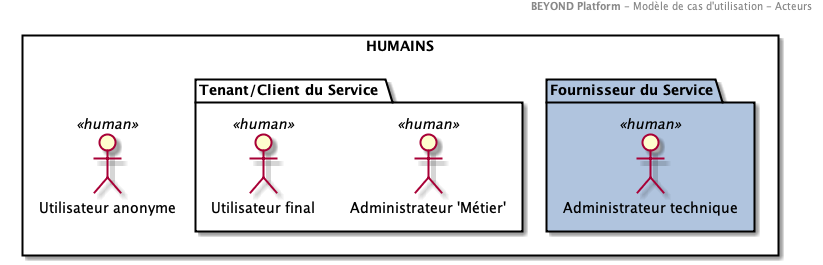 BEYOND Platform - Modèle de cas d'utilisation - Acteurs
HUMAINS
Tenant/Client du Service
Fournisseur du Service
«human»
«human»
«human»
«human»
Utilisateur anonyme
Utilisateur final
Administrateur 'Métier'
Administrateur technique